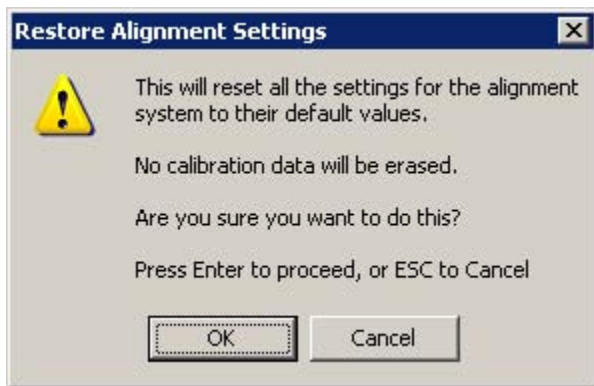 Restore Alignment Settings
This will reset all the settings for the alignment
system to their default values.
No calibration data will be erased.
Are you sure you want to do this?
Press Enter to proceed, or ESC to Cancel
OK
Cancel